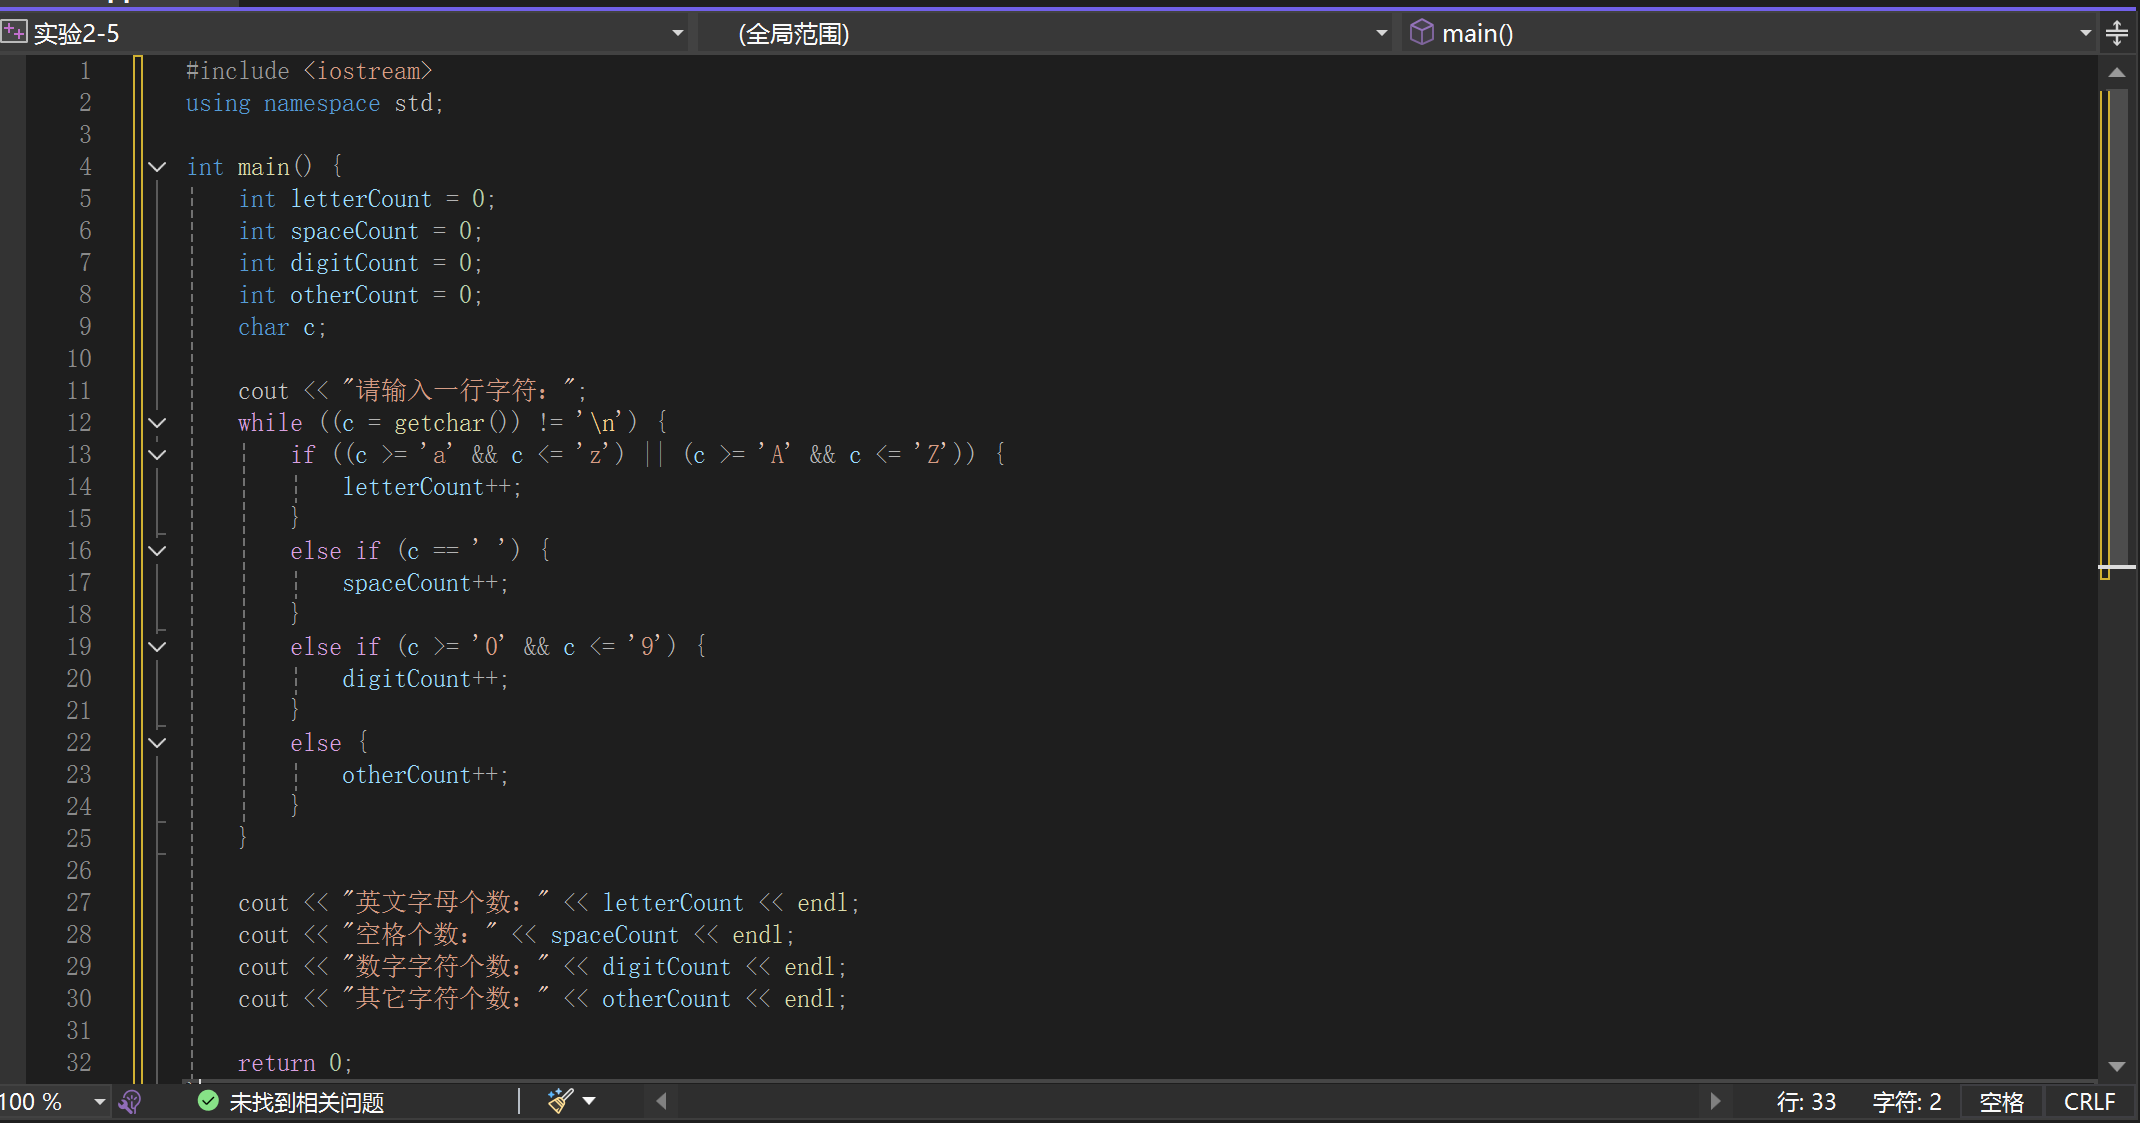 实验2-5 (全局范围) main()
1 #include <iostream>
2 using namespace std;
3
4 int main() {
5     int letterCount = 0;
6     int spaceCount = 0;
7     int digitCount = 0;
8     int otherCount = 0;
9     char c;
10
11     cout << "请输入一行字符：";
12     while ((c = getchar()) != '\n') {
13         if ((c >= 'a' && c <= 'z') || (c >= 'A' && c <= 'Z')) {
14             letterCount++;
15         }
16         else if (c == ' ') {
17             spaceCount++;
18         }
19         else if (c >= '0' && c <= '9') {
20             digitCount++;
21         }
22         else {
23             otherCount++;
24         }
25     }
26
27     cout << "英文字母个数：" << letterCount << endl;
28     cout << "空格个数：" << spaceCount << endl;
29     cout << "数字字符个数：" << digitCount << endl;
30     cout << "其它字符个数：" << otherCount << endl;
31
32     return 0;
100 % 未找到相关问题 行: 33 字符: 2 空格 CRLF